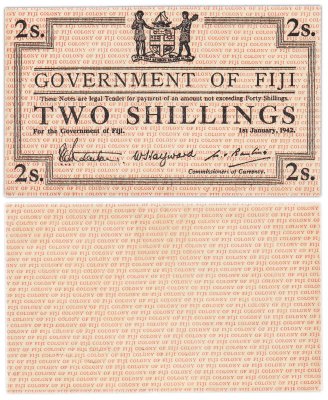 2s. 2s.
GOVERNMENT OF FIJI
These Notes are legal Tender for payment of an amount not exceeding Forty Shillings.
TWO SHILLINGS
For the Government of Fiji. 1st January, 1942.
W Hayward
Commissioners of Currency.
2s. 2s.
COLONY OF FIJI COLONY OF FIJI COLONY OF FIJI COLONY OF FIJI